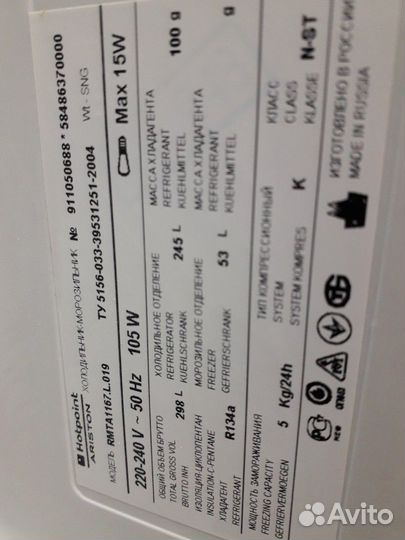 Hotpoint
ARISTON
ХОЛОДИЛЬНИК-МОРОЗИЛЬНИК № 911050688 * 58486370000
МОДЕЛЬ RMTA1167.L.019 ТУ 5156-033-39531251-2004 Wt - SNG
220-240 V ~ 50 Hz 105 W Max 15W
ОБЩИЙ ОБЪЕМ БРУТТО
TOTAL GROSS VOL
BRUTTO INH 298 L
ХОЛОДИЛЬНОЕ ОТДЕЛЕНИЕ
REFRIGERATOR
KUEHLSCHRANK 245 L
МАССА ХЛАДАГЕНТА
REFRIGERANT
KUEHLMITTEL 100 g
ИЗОЛЯЦИЯ-ЦИКЛОПЕНТАН
INSULATION-C-PENTANE
ХЛАДАГЕНТ
REFRIGERANT R134a
МОРОЗИЛЬНОЕ ОТДЕЛЕНИЕ
FREEZER
GEFRIERSCHRANK 53 L
МАССА ХЛАДАГЕНТА
REFRIGERANT
KUEHLMITTEL g
МОЩНОСТЬ ЗАМОРАЖИВАНИЯ
FREEZING CAPACITY
GEFRIERVERMOEGEN 5 Kg/24h
ТИП КОМПРЕССИОННЫЙ
SYSTEM
SYSTEM KOMPRES K
КЛАСС
CLASS
KLASSE N-ST
ИЗГОТОВЛЕНО В РОССИИ
MADE IN RUSSIA
Avito